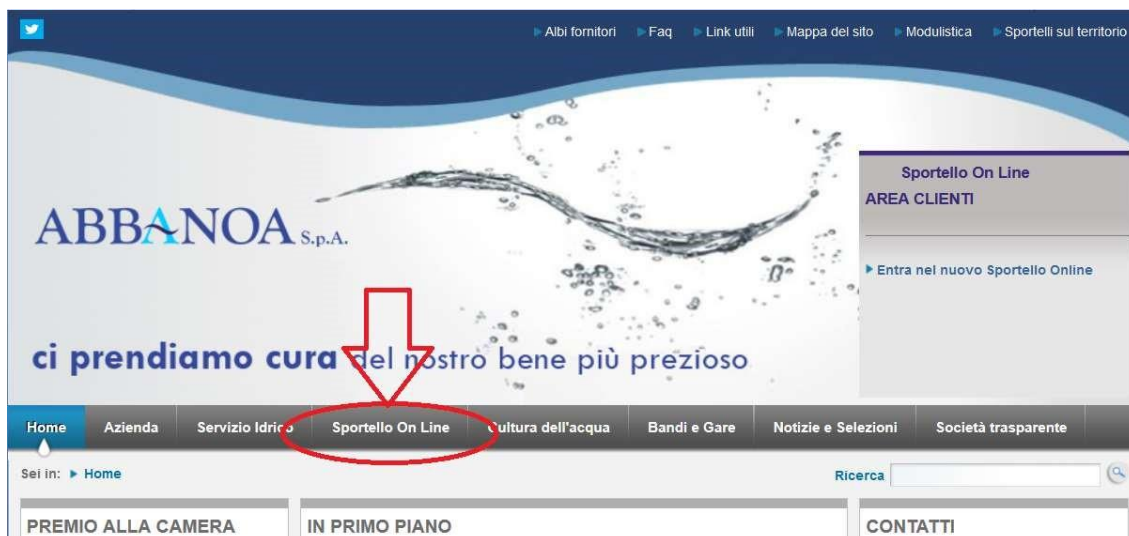 Albi fornitori Faq Link utili Mappa del sito Modulistica Sportelli sul territorio
Sportello On Line
AREA CLIENTI
ABBANOA S.p.A.
Entra nel nuovo Sportello Online
ci prendiamo cura del nostro bene più prezioso
Home Azienda Servizio Idrico Sportello On Line Cultura dell'acqua Bandi e Gare Notizie e Selezioni Società trasparente
Sei in: Home
Ricerca
PREMIO ALLA CAMERA
IN PRIMO PIANO
CONTATTI